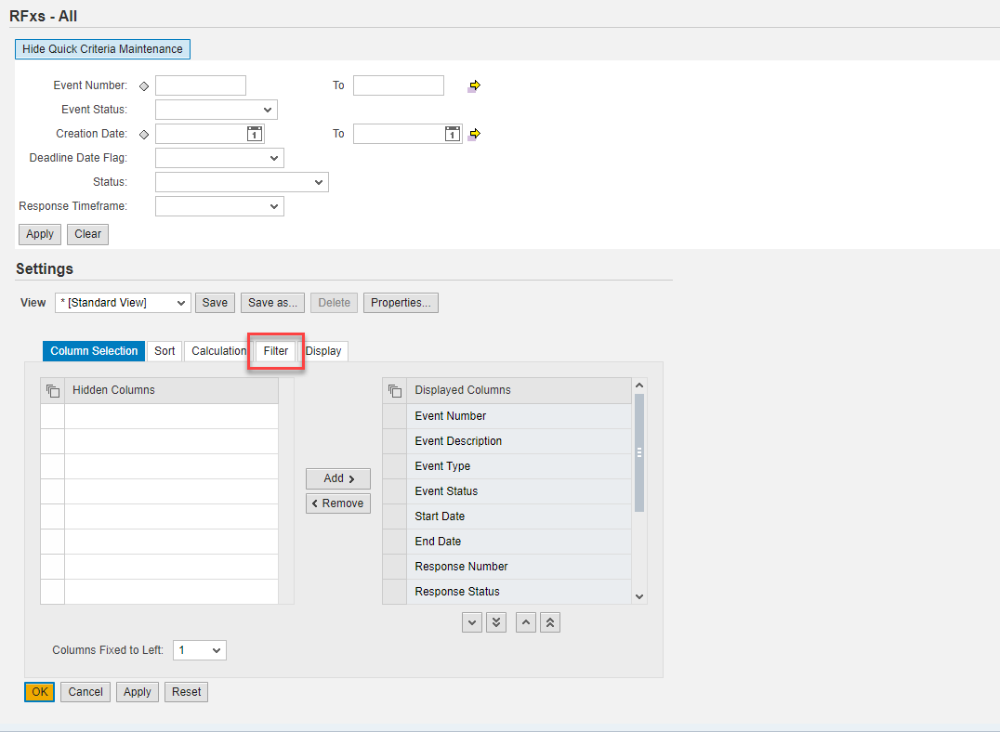 RFxs - All
Hide Quick Criteria Maintenance
Event Number: To
Event Status:
Creation Date: 1 To 1
Deadline Date Flag:
Status:
Response Timeframe:
Apply Clear
Settings
View * [Standard View] Save Save as... Delete Properties...
Column Selection Sort Calculation Filter Display
Hidden Columns Displayed Columns
Event Number
Event Description
Event Type
Event Status
Add
Remove
Start Date
End Date
Response Number
Response Status
Columns Fixed to Left: 1
OK Cancel Apply Reset